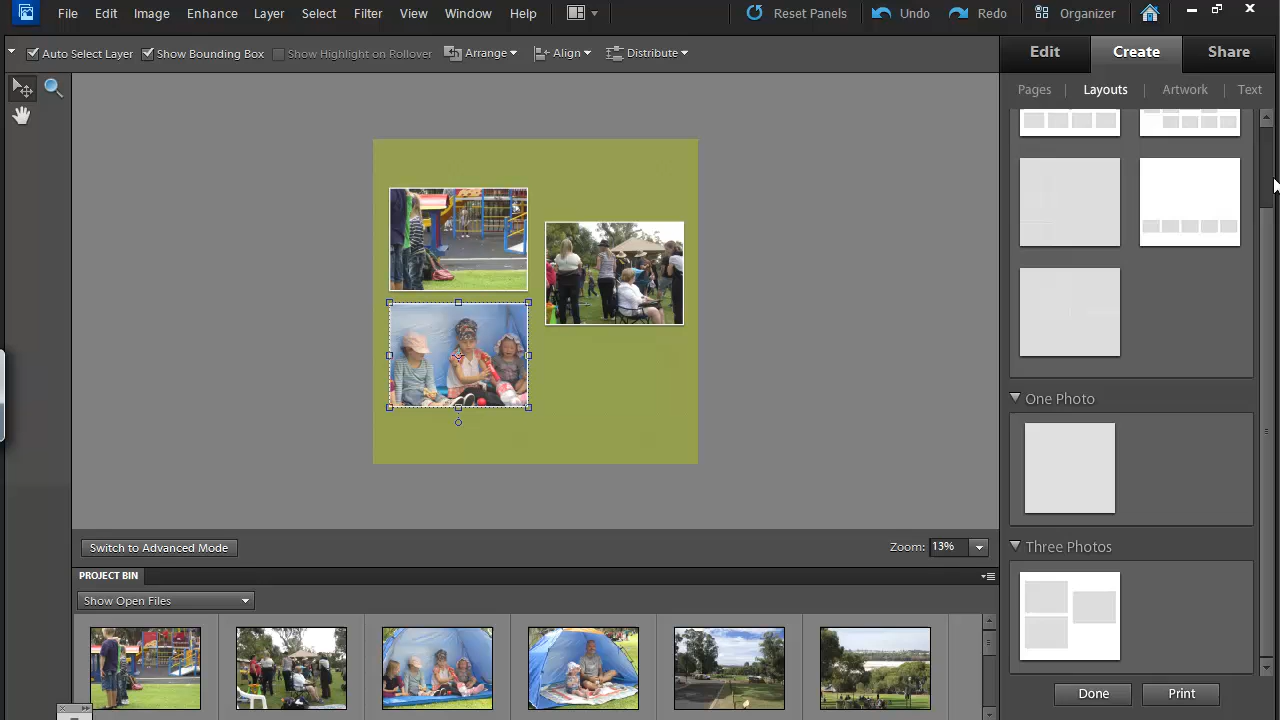 File Edit Image Enhance Layer Select Filter View Window Help Reset Panels Undo Redo Organizer
Auto Select Layer Show Bounding Box Show Highlight on Rollover Arrange Align Distribute
Edit Create Share
Pages Layouts Artwork Text
One Photo
Three Photos
Switch to Advanced Mode Zoom: 13%
PROJECT BIN
Show Open Files
Done Print